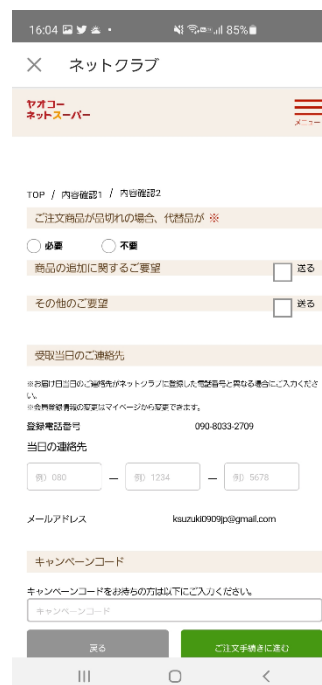 16:04 85%
ネットクラブ
ヤオコー
ネットスーパー
メニュー
TOP / 内容確認1 / 内容確認2
ご注文商品が品切れの場合、代替品が ※
必要 不要
商品の追加に関するご要望 送る
その他のご要望 送る
受取当日のご連絡先
※お届け日当日のご連絡先がネットクラブに登録した電話番号と異なる場合にご入力くださ
い。
※会員登録情報の変更はマイページから変更できます。
登録電話番号 090-8033-2709
当日の連絡先
例) 080 — 例) 1234 — 例) 5678
メールアドレス ksuzuki0909jp@gmail.com
キャンペーンコード
キャンペーンコードをお持ちの方は以下にご入力ください。
キャンペーンコード
戻る ご注文手続きに進む